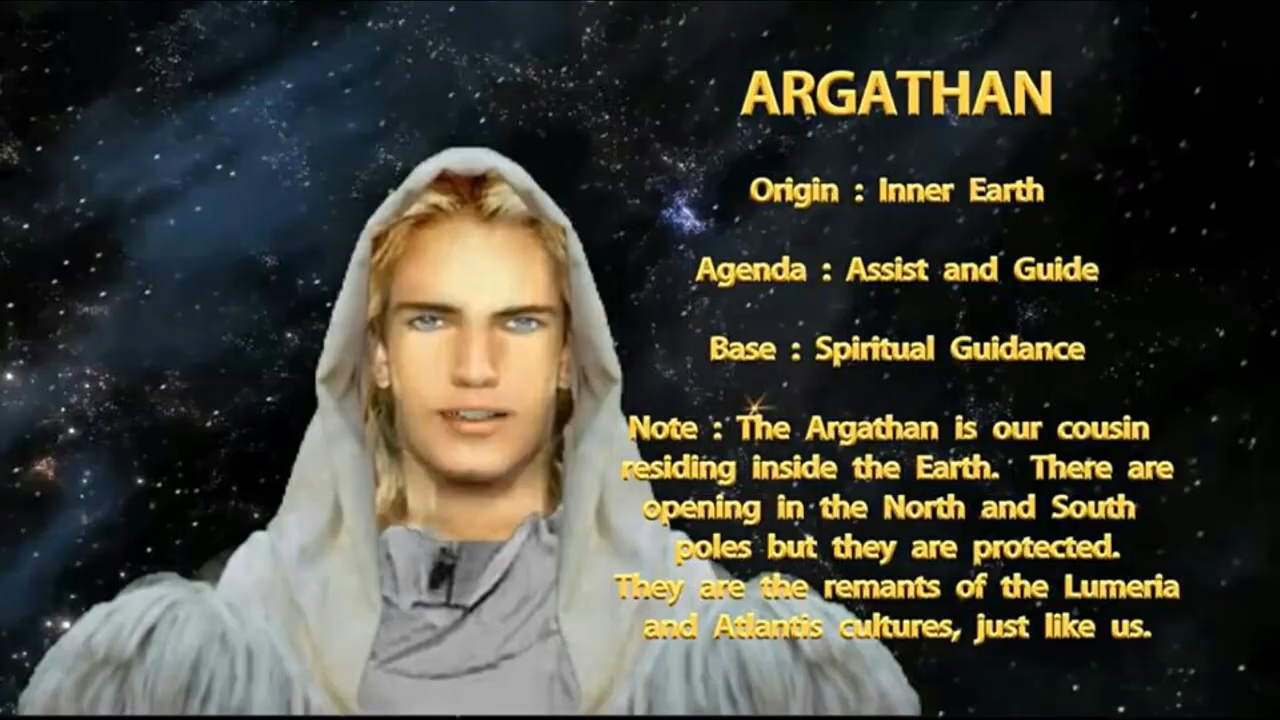 ARGATHAN
Origin : Inner Earth
Agenda : Assist and Guide
Base : Spiritual Guidance
Note : The Argathan is our cousin
residing inside the Earth. There are
opening in the North and South
poles but they are protected.
They are the remants of the Lumeria
and Atlantis cultures, just like us.